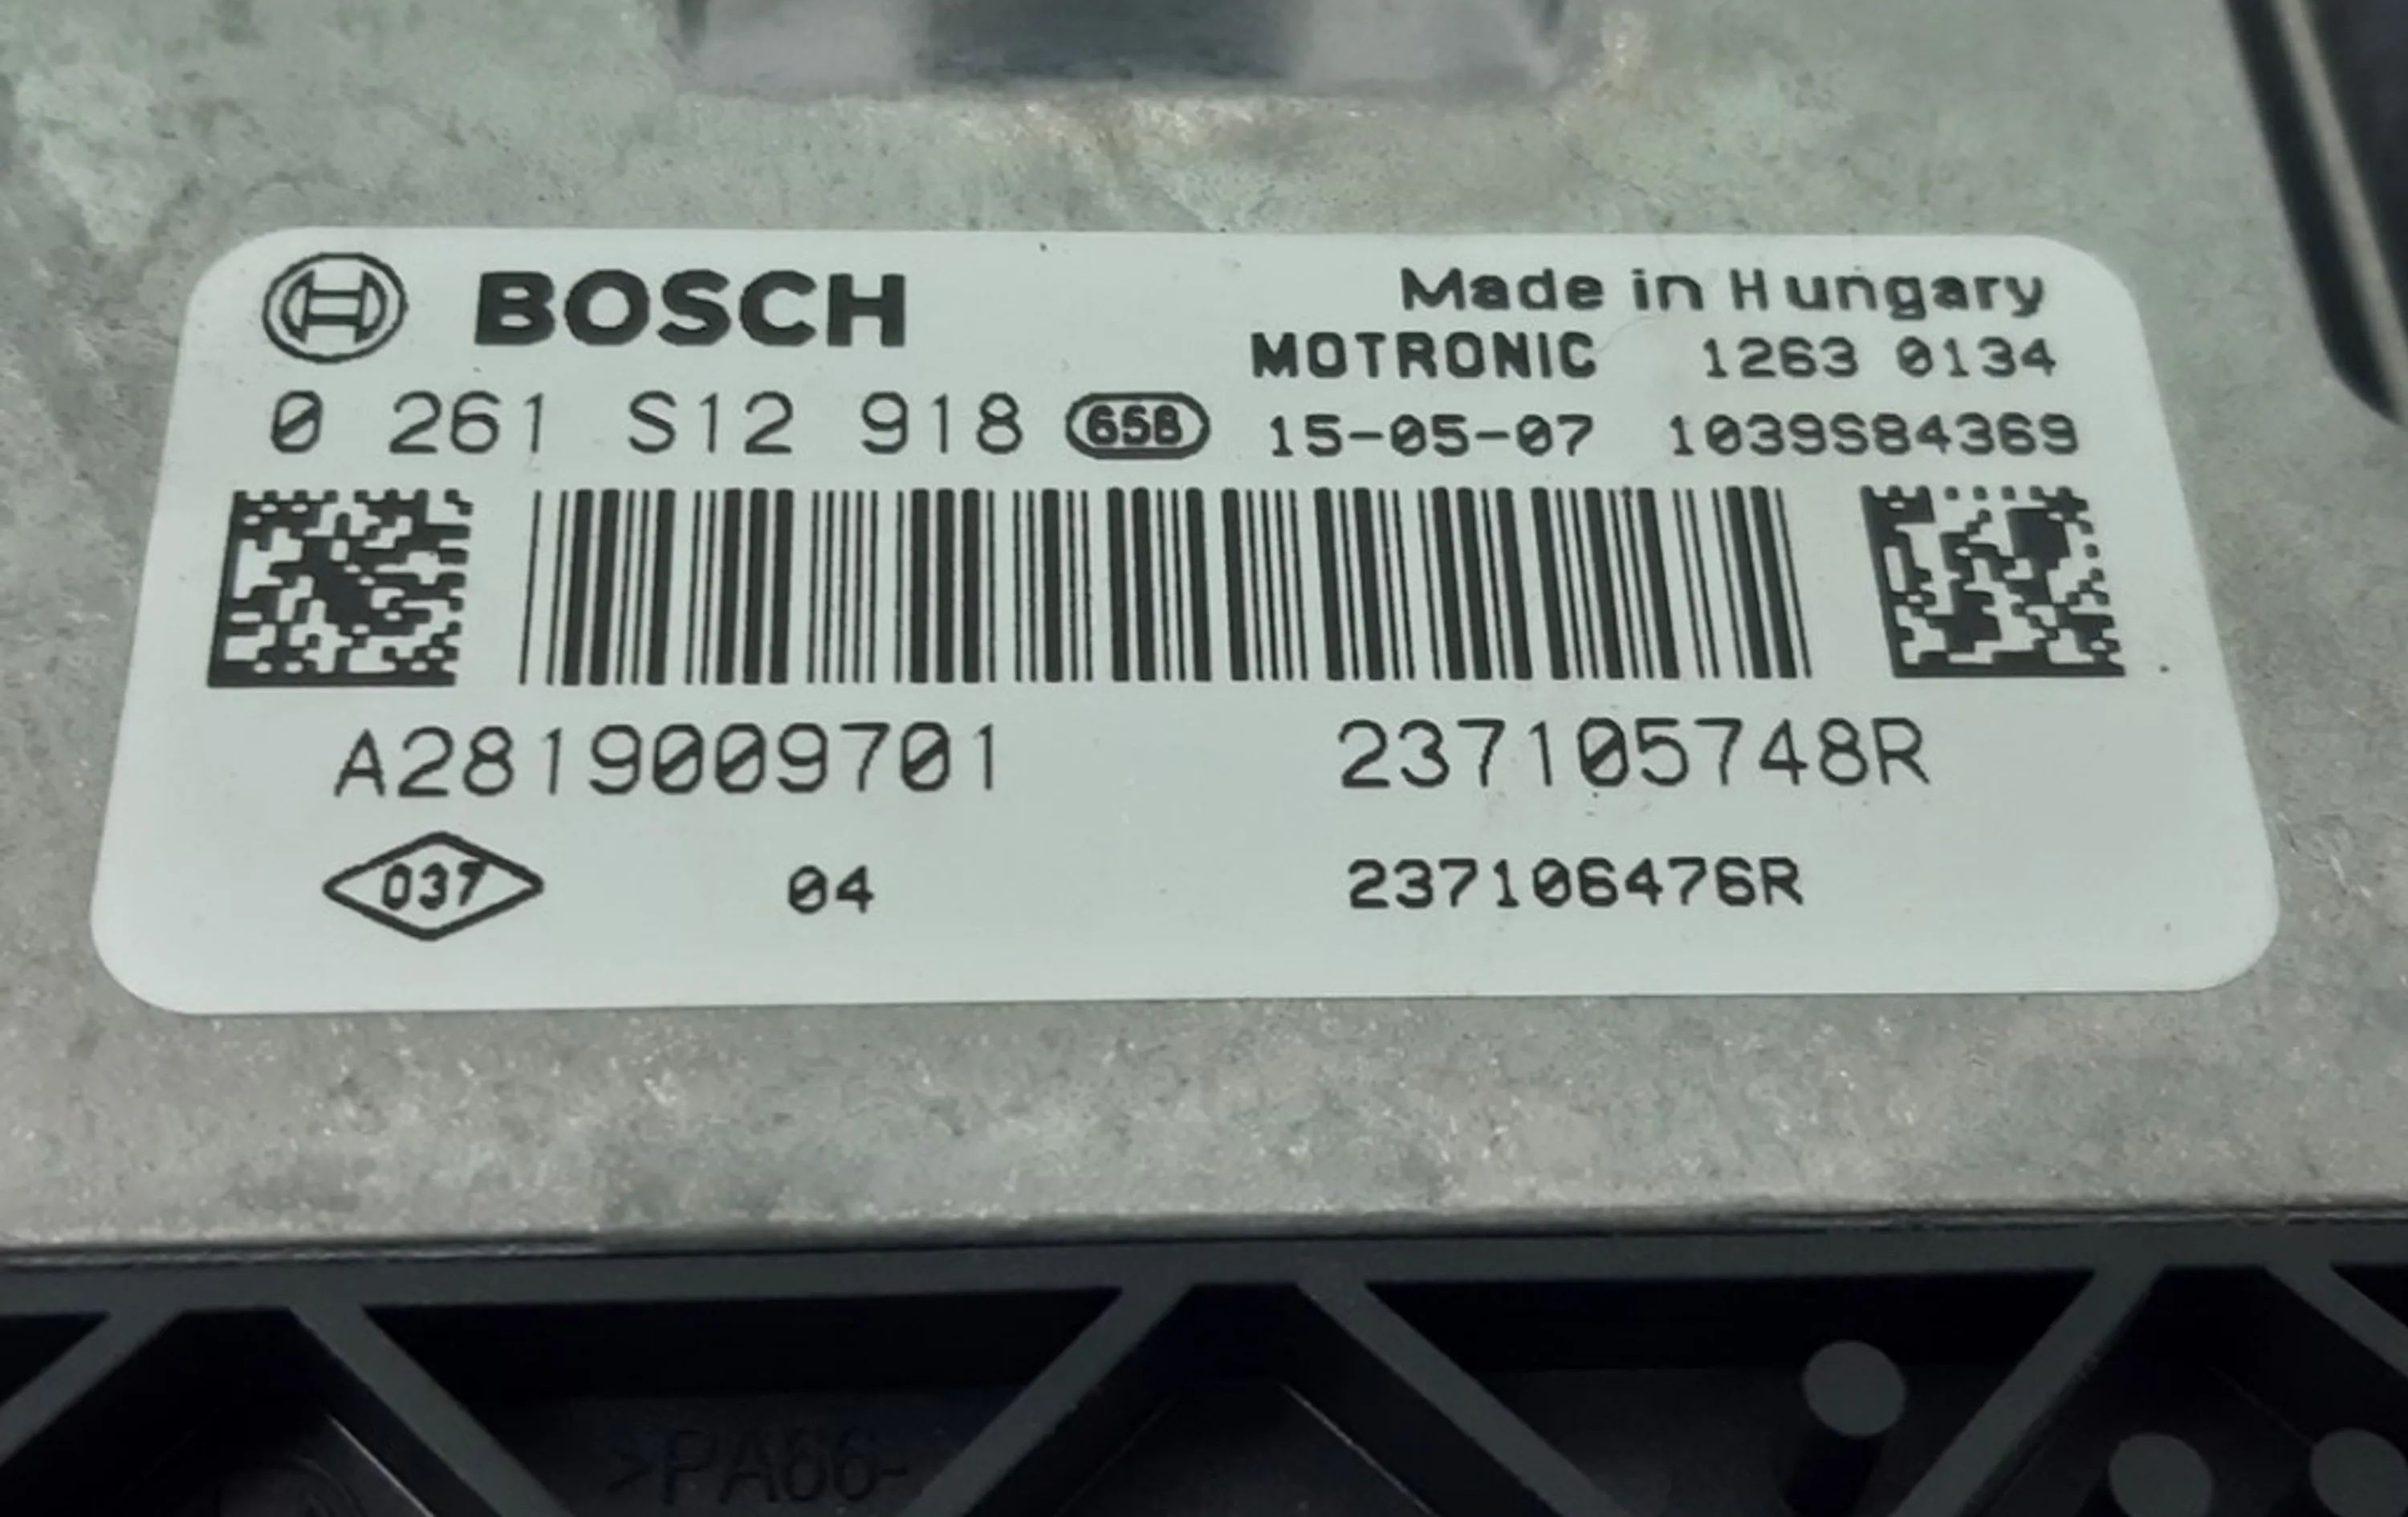 BOSCH
Made in Hungary
MOTRONIC 1263 0134
0 261 S12 918 65B 15-05-07 1039S84369
A2819009701 237105748R
037 04 237106476R
>PA66-